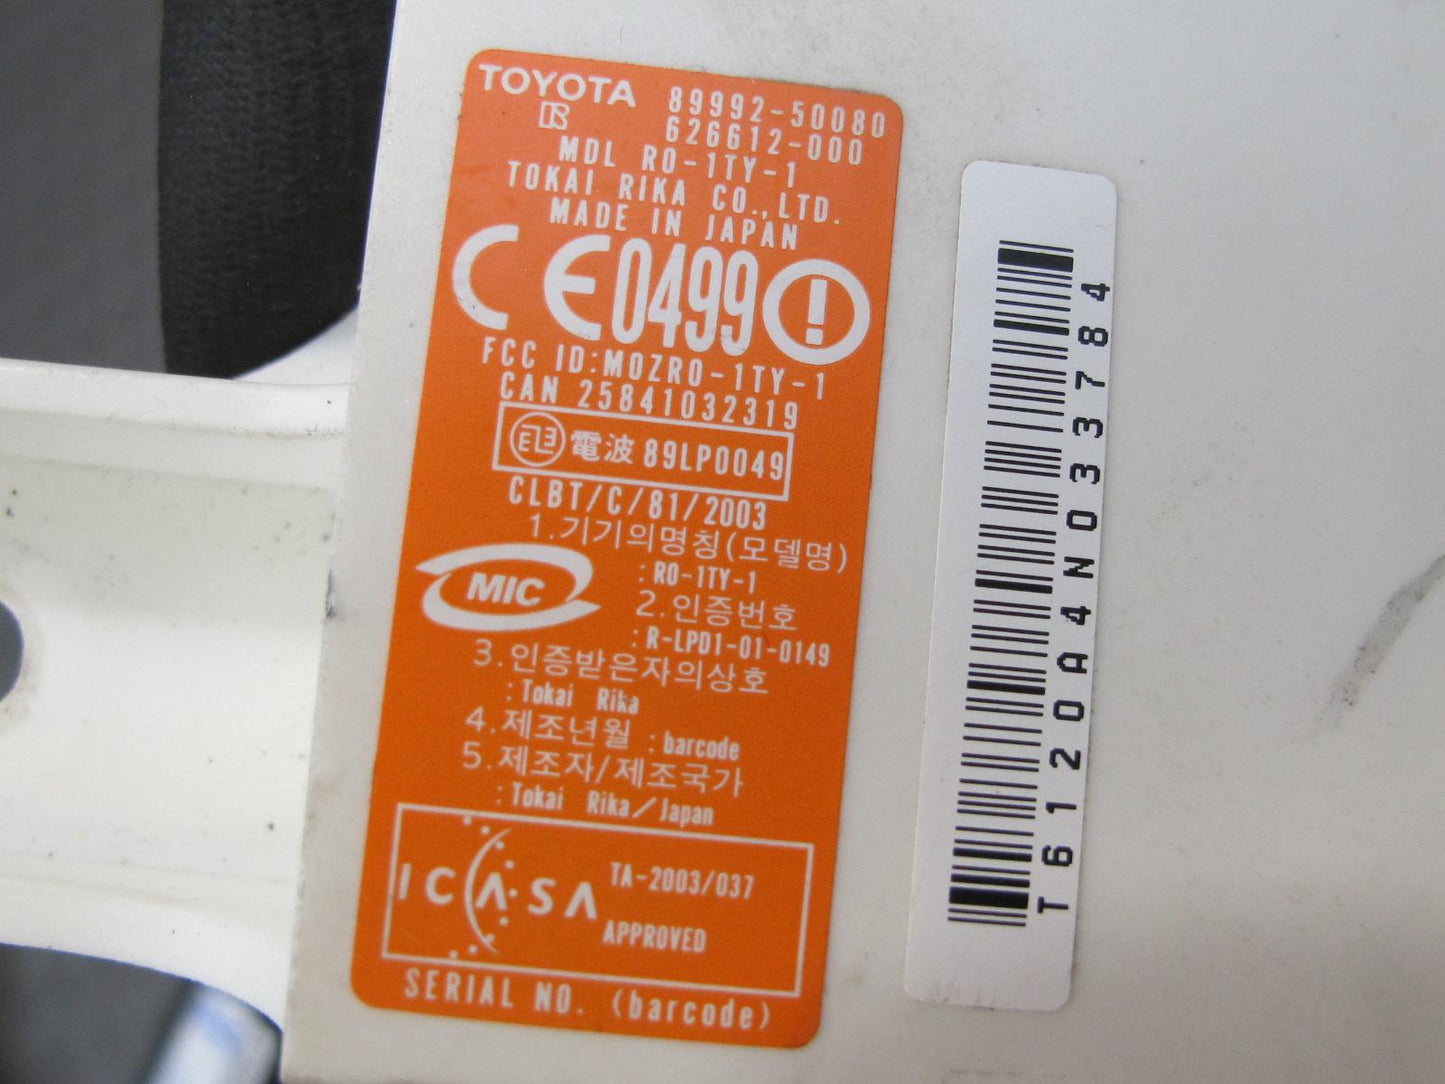 TOYOTA 89992-50080
626612-000
MDL RO-1TY-1
TOKAI RIKA CO.,LTD.
MADE IN JAPAN
CE0499!
FCC ID:MOZRO-1TY-1
CAN 25841032319
電波 89LP0049
CLBT/C/81/2003
1.기기의명칭(모델명)
:RO-1TY-1
MIC
2.인증번호
:R-LPD1-01-0149
3.인증받은자의상호
:Tokai Rika
4.제조년월 :barcode
5.제조자/제조국가
:Tokai Rika/Japan
ICASA TA-2003/037
APPROVED
SERIAL NO. (barcode)
T6120A4N033784